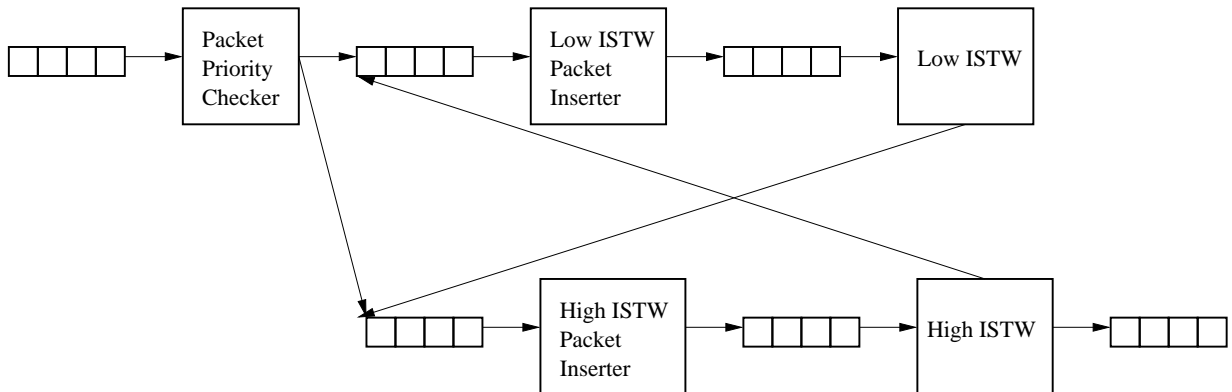 Packet
Priority
Checker
Low ISTW
Packet
Inserter
Low ISTW
High ISTW
Packet
Inserter
High ISTW